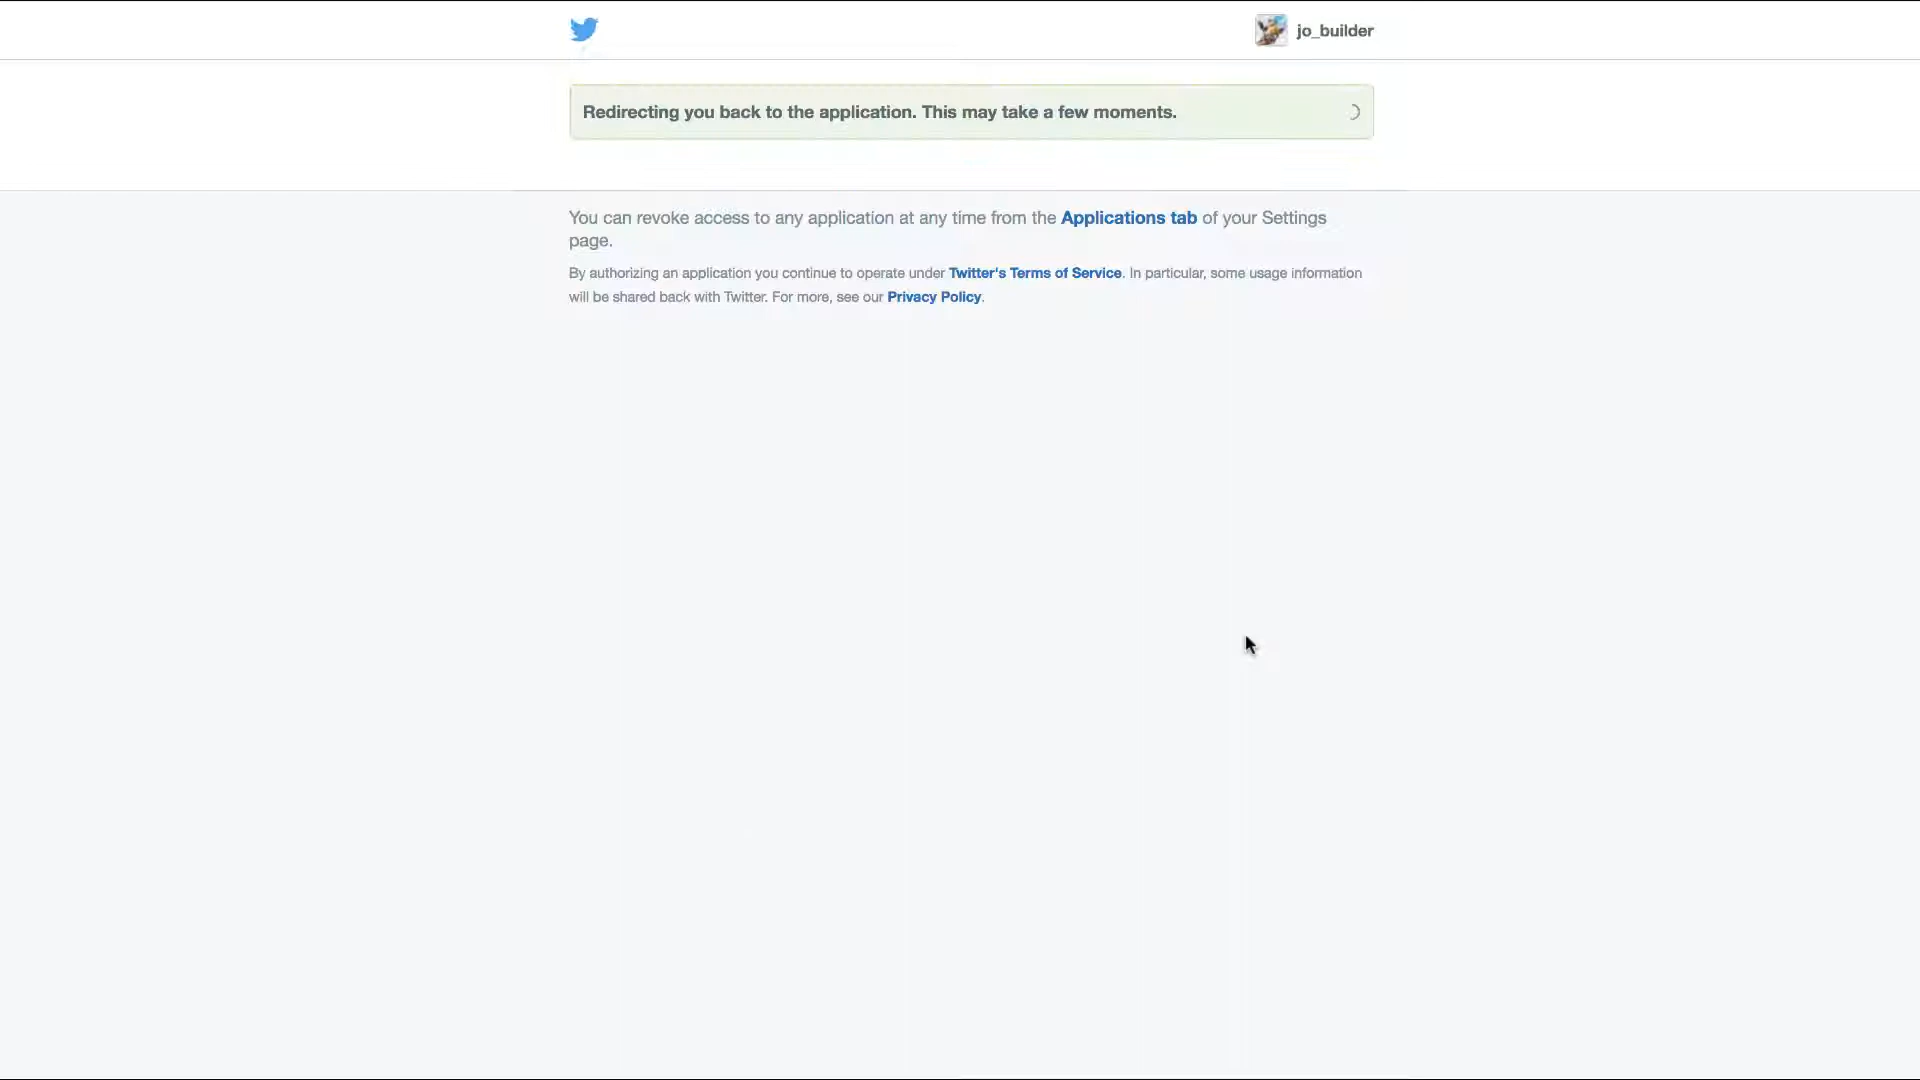 jo_builder
Redirecting you back to the application. This may take a few moments.
You can revoke access to any application at any time from the Applications tab of your Settings
page.
By authorizing an application you continue to operate under Twitter's Terms of Service. In particular, some usage information
will be shared back with Twitter. For more, see our Privacy Policy.